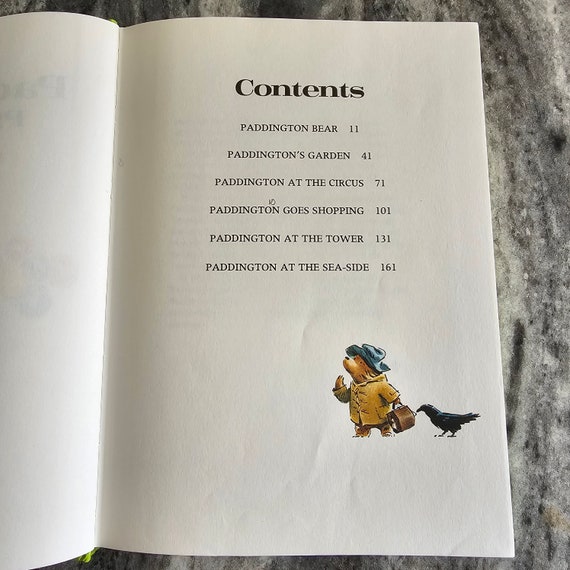 Contents
PADDINGTON BEAR 11
PADDINGTON'S GARDEN 41
PADDINGTON AT THE CIRCUS 71
PADDINGTON GOES SHOPPING 101
PADDINGTON AT THE TOWER 131
PADDINGTON AT THE SEA-SIDE 161